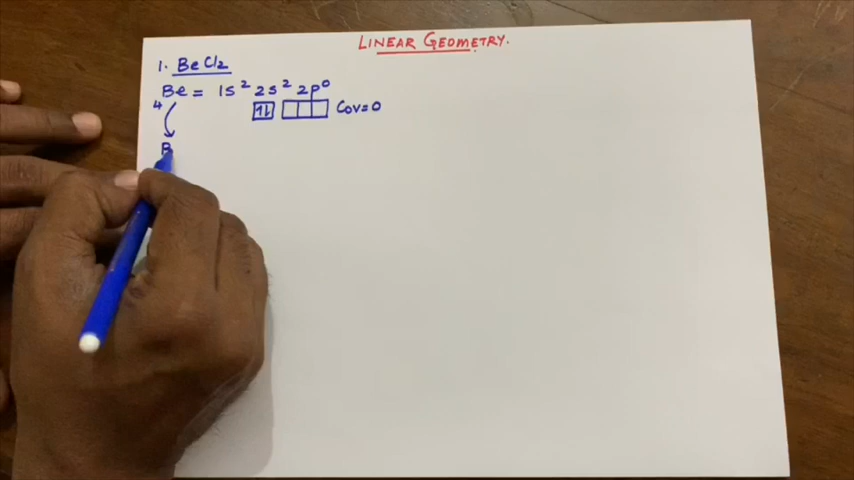 LINEAR GEOMETRY.
1. BeCl₂
Be = 1s² 2s² 2p⁰
4 ↑↓ Cov=0
B